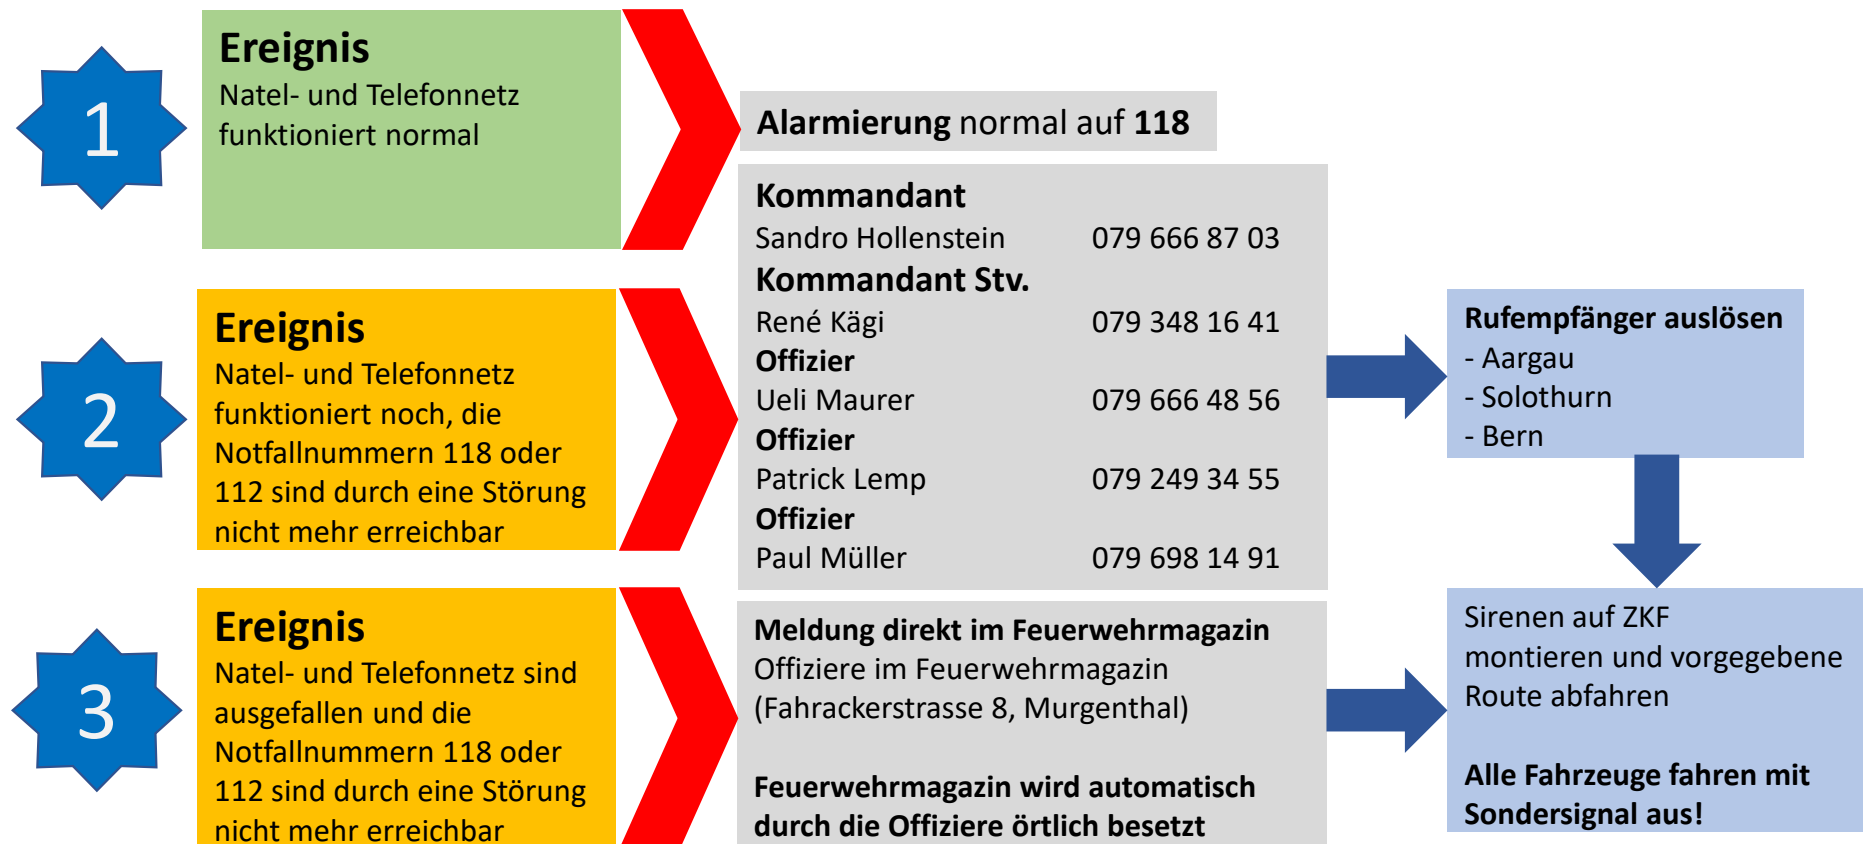 1
Ereignis
Natel- und Telefonnetz
funktioniert normal
Alarmierung normal auf 118
Kommandant
Sandro Hollenstein 079 666 87 03
Kommandant Stv.
René Kägi 079 348 16 41
Offizier
Ueli Maurer 079 666 48 56
Offizier
Patrick Lemp 079 249 34 55
Offizier
Paul Müller 079 698 14 91
2
Ereignis
Natel- und Telefonnetz
funktioniert noch, die
Notfallnummern 118 oder
112 sind durch eine Störung
nicht mehr erreichbar
Rufempfänger auslösen
- Aargau
- Solothurn
- Bern
3
Ereignis
Natel- und Telefonnetz sind
ausgefallen und die
Notfallnummern 118 oder
112 sind durch eine Störung
nicht mehr erreichbar
Meldung direkt im Feuerwehrmagazin
Offiziere im Feuerwehrmagazin
(Fahrackerstrasse 8, Murgenthal)
Feuerwehrmagazin wird automatisch
durch die Offiziere örtlich besetzt
Sirenen auf ZKF
montieren und vorgegebene
Route abfahren
Alle Fahrzeuge fahren mit
Sondersignal aus!